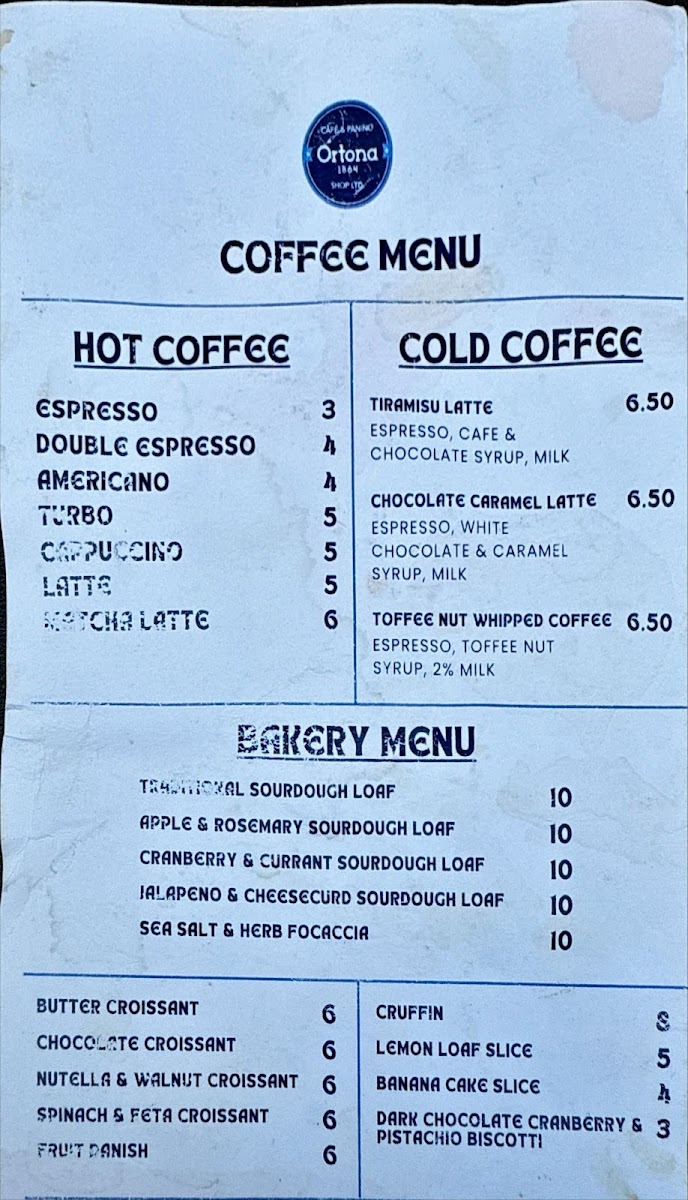 CAFÉ & PANINO
Ortona
1864
SHOP LTD.
COFFEE MENU
HOT COFFEE
ESPRESSO 3
DOUBLE ESPRESSO 4
AMERICANO 4
TURBO 5
CAPPUCCINO 5
LATTE 5
MATCHA LATTE 6
COLD COFFEE
TIRAMISU LATTE 6.50
ESPRESSO, CAFE &
CHOCOLATE SYRUP, MILK
CHOCOLATE CARAMEL LATTE 6.50
ESPRESSO, WHITE
CHOCOLATE & CARAMEL
SYRUP, MILK
TOFFEE NUT WHIPPED COFFEE 6.50
ESPRESSO, TOFFEE NUT
SYRUP, 2% MILK
BAKERY MENU
TRADITIONAL SOURDOUGH LOAF 10
APPLE & ROSEMARY SOURDOUGH LOAF 10
CRANBERRY & CURRANT SOURDOUGH LOAF 10
JALAPENO & CHEESECURD SOURDOUGH LOAF 10
SEA SALT & HERB FOCACCIA 10
BUTTER CROISSANT 6
CHOCOLATE CROISSANT 6
NUTELLA & WALNUT CROISSANT 6
SPINACH & FETA CROISSANT 6
FRUIT DANISH 6
CRUFFIN 8
LEMON LOAF SLICE 5
BANANA CAKE SLICE 4
DARK CHOCOLATE CRANBERRY & 3
PISTACHIO BISCOTTI